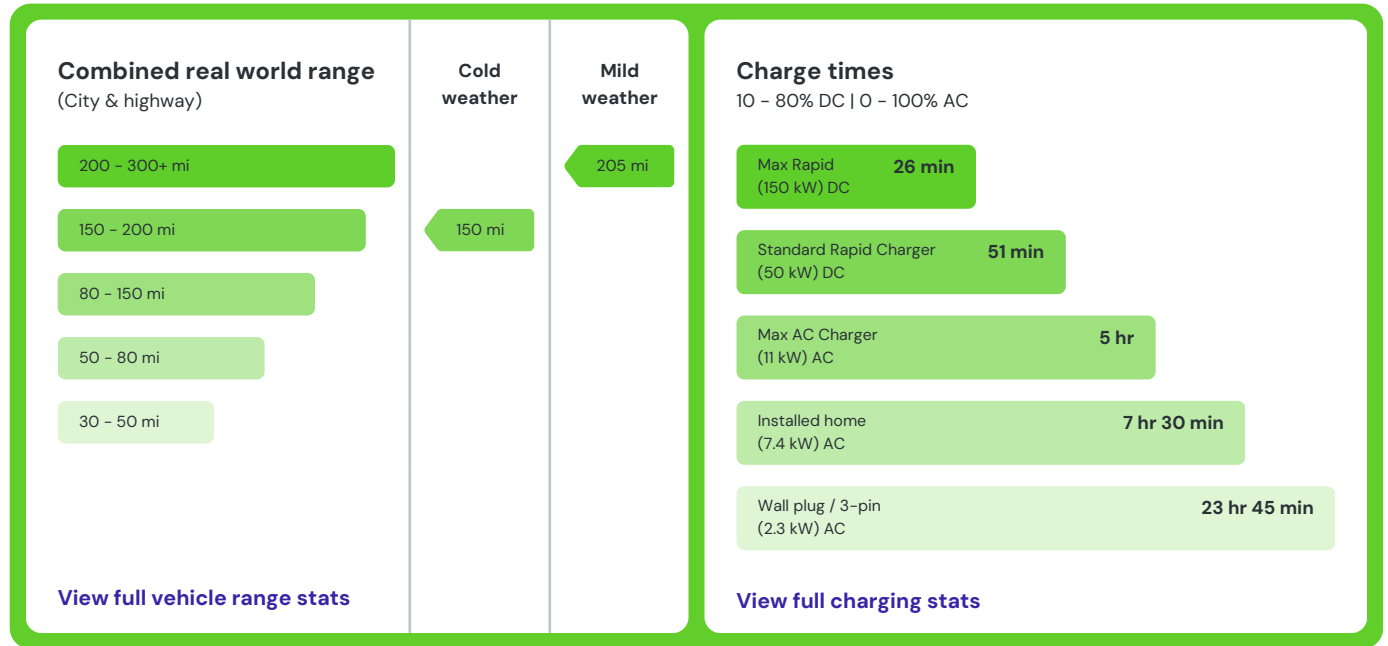 Combined real world range
(City & highway)
Cold
weather
Mild
weather
200 - 300+ mi
205 mi
150 - 200 mi
150 mi
80 - 150 mi
50 - 80 mi
30 - 50 mi
View full vehicle range stats
Charge times
10 - 80% DC | 0 - 100% AC
Max Rapid
(150 kW) DC
26 min
Standard Rapid Charger
(50 kW) DC
51 min
Max AC Charger
(11 kW) AC
5 hr
Installed home
(7.4 kW) AC
7 hr 30 min
Wall plug / 3-pin
(2.3 kW) AC
23 hr 45 min
View full charging stats